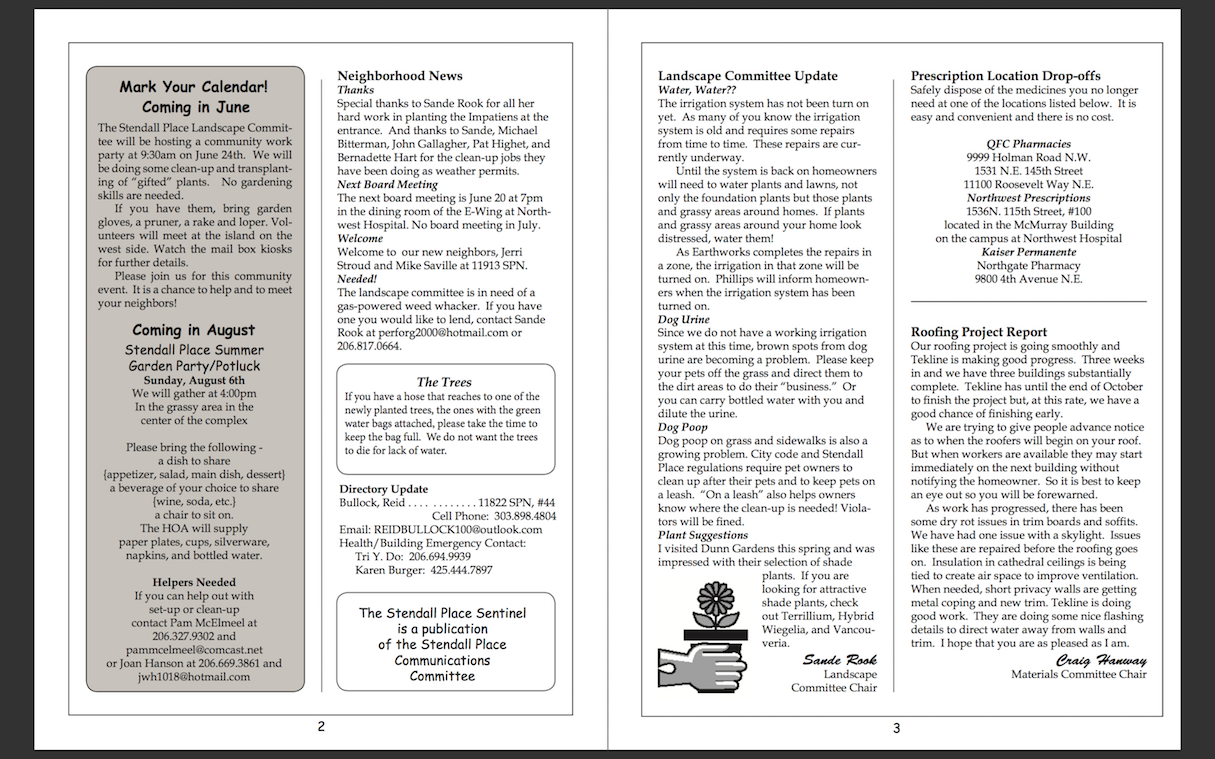 Mark Your Calendar!
Coming in June
The Stendall Place Landscape Commit-
tee will be hosting a community work
party at 9:30am on June 24th. We will
be doing some clean-up and transplant-
ing of “gifted” plants. No gardening
skills are needed.
If you have them, bring garden
gloves, a pruner, a rake and loper. Vol-
unteers will meet at the island on the
west side. Watch the mail box kiosks
for further details.
Please join us for this community
event. It is a chance to help and to meet
your neighbors!
Coming in August
Stendall Place Summer
Garden Party/Potluck
Sunday, August 6th
We will gather at 4:00pm
In the grassy area in the
center of the complex
Please bring the following -
a dish to share
{appetizer, salad, main dish, dessert}
a beverage of your choice to share
{wine, soda, etc.}
a chair to sit on.
The HOA will supply
paper plates, cups, silverware,
napkins, and bottled water.
Helpers Needed
If you can help out with
set-up or clean-up
contact Pam McElmeel at
206.327.9302 and
pammcelmeel@comcast.net
or Joan Hanson at 206.669.3861 and
jwh1018@hotmail.com
Neighborhood News
Thanks
Special thanks to Sande Rook for all her
hard work in planting the Impatiens at the
entrance. And thanks to Sande, Michael
Bitterman, John Gallagher, Pat Highet, and
Bernadette Hart for the clean-up jobs they
have been doing as weather permits.
Next Board Meeting
The next board meeting is June 20 at 7pm
in the dining room of the E-Wing at North-
west Hospital. No board meeting in July.
Welcome
Welcome to our new neighbors, Jerri
Stroud and Mike Saville at 11913 SPN.
Needed!
The landscape committee is in need of a
gas-powered weed whacker. If you have
one you would like to lend, contact Sande
Rook at perforg2000@hotmail.com or
206.817.0664.
The Trees
If you have a hose that reaches to one of the
newly planted trees, the ones with the green
water bags attached, please take the time to
keep the bag full. We do not want the trees
to die for lack of water.
Directory Update
Bullock, Reid . . . . . . . . . . . . 11822 SPN, #44
Cell Phone: 303.898.4804
Email: REIDBULLOCK100@outlook.com
Health/Building Emergency Contact:
Tri Y. Do: 206.694.9939
Karen Burger: 425.444.7897
The Stendall Place Sentinel
is a publication
of the Stendall Place
Communications
Committee
2
Landscape Committee Update
Water, Water??
The irrigation system has not been turn on
yet. As many of you know the irrigation
system is old and requires some repairs
from time to time. These repairs are cur-
rently underway.
Until the system is back on homeowners
will need to water plants and lawns, not
only the foundation plants but those plants
and grassy areas around homes. If plants
and grassy areas around your home look
distressed, water them!
As Earthworks completes the repairs in
a zone, the irrigation in that zone will be
turned on. Phillips will inform homeown-
ers when the irrigation system has been
turned on.
Dog Urine
Since we do not have a working irrigation
system at this time, brown spots from dog
urine are becoming a problem. Please keep
your pets off the grass and direct them to
the dirt areas to do their “business.” Or
you can carry bottled water with you and
dilute the urine.
Dog Poop
Dog poop on grass and sidewalks is also a
growing problem. City code and Stendall
Place regulations require pet owners to
clean up after their pets and to keep pets on
a leash. “On a leash” also helps owners
know where the clean-up is needed! Viola-
tors will be fined.
Plant Suggestions
I visited Dunn Gardens this spring and was
impressed with their selection of shade
plants. If you are
looking for attractive
shade plants, check
out Terrillium, Hybrid
Wiegelia, and Vancou-
veria.
Sande Rook
Landscape
Committee Chair
Prescription Location Drop-offs
Safely dispose of the medicines you no longer
need at one of the locations listed below. It is
easy and convenient and there is no cost.
QFC Pharmacies
9999 Holman Road N.W.
1531 N.E. 145th Street
11100 Roosevelt Way N.E.
Northwest Prescriptions
1536N. 115th Street, #100
located in the McMurray Building
on the campus at Northwest Hospital
Kaiser Permanente
Northgate Pharmacy
9800 4th Avenue N.E.
Roofing Project Report
Our roofing project is going smoothly and
Tekline is making good progress. Three weeks
in and we have three buildings substantially
complete. Tekline has until the end of October
to finish the project but, at this rate, we have a
good chance of finishing early.
We are trying to give people advance notice
as to when the roofers will begin on your roof.
But when workers are available they may start
immediately on the next building without
notifying the homeowner. So it is best to keep
an eye out so you will be forewarned.
As work has progressed, there has been
some dry rot issues in trim boards and soffits.
We have had one issue with a skylight. Issues
like these are repaired before the roofing goes
on. Insulation in cathedral ceilings is being
tied to create air space to improve ventilation.
When needed, short privacy walls are getting
metal coping and new trim. Tekline is doing
good work. They are doing some nice flashing
details to direct water away from walls and
trim. I hope that you are as pleased as I am.
Craig Hanway
Materials Committee Chair
3